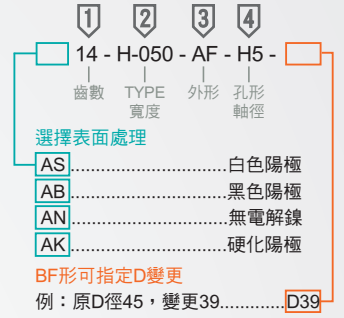 1 2 3 4
14 - H-050 - AF - H5 -
齒數 TYPE 外形 孔形
寬度 軸徑
選擇表面處理
AS..............................白色陽極
AB..............................黑色陽極
AN..............................無電解鎳
AK..............................硬化陽極
BF形可指定D變更
例：原D徑45，變更39.............D39